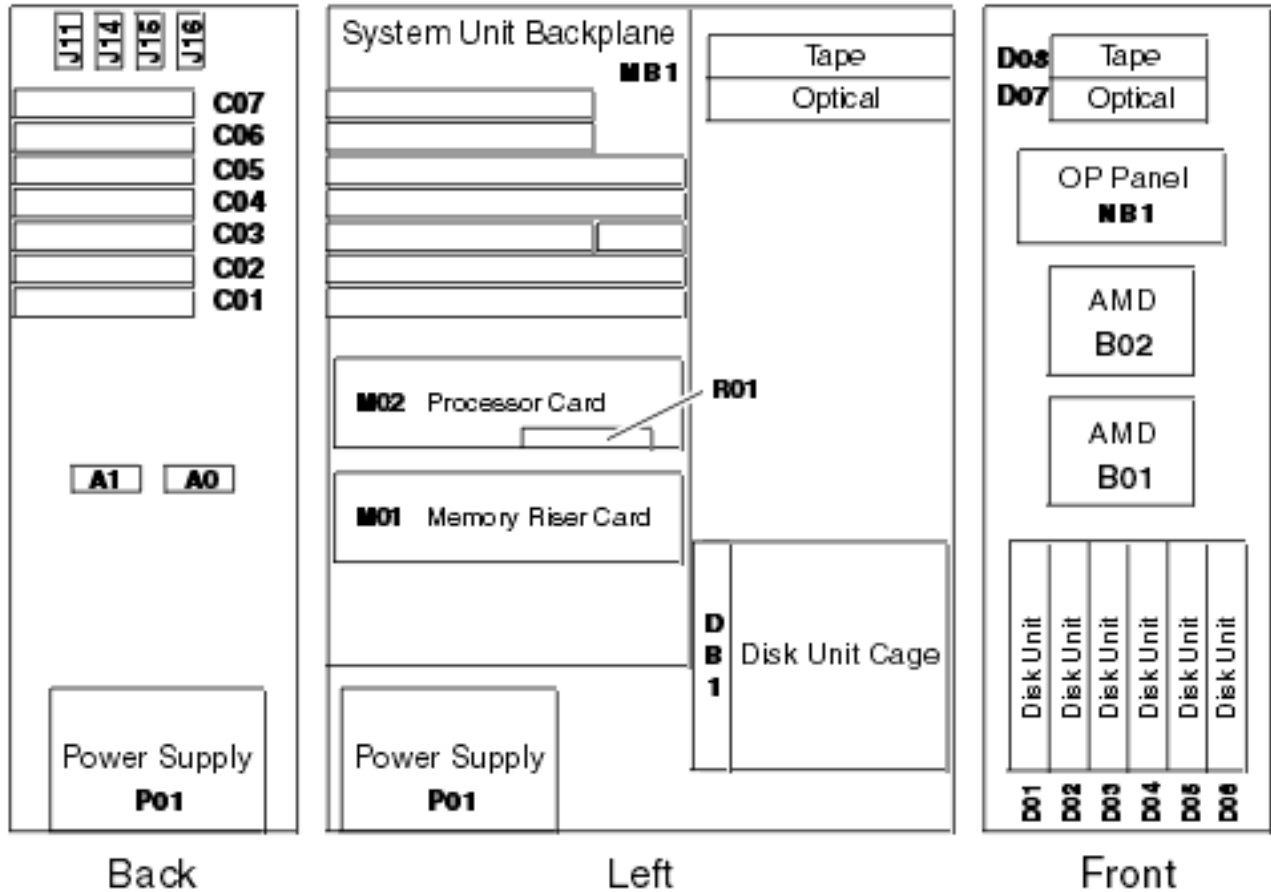 J11
J14
J15
J16
C07
C06
C05
C04
C03
C02
C01
A1
A0
Power Supply
P01
Back
System Unit Backplane
MB1
Tape
Optical
M02 Processor Card
R01
M01 Memory Riser Card
D
B
1
Disk Unit Cage
Power Supply
P01
Left
D08 Tape
D07 Optical
OP Panel
NB1
AMD
B02
AMD
B01
Disk Unit
Disk Unit
Disk Unit
Disk Unit
Disk Unit
Disk Unit
D01
D02
D03
D04
D05
D06
Front